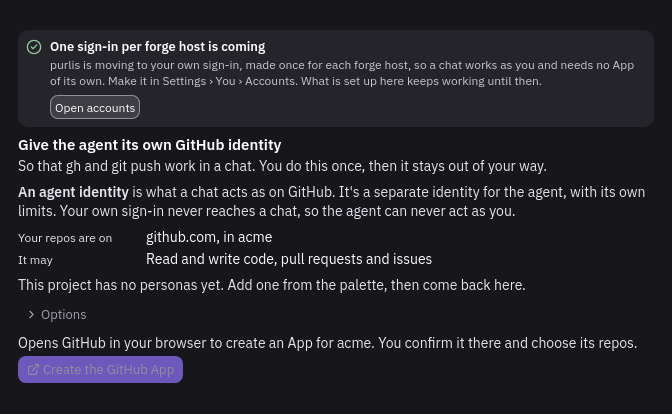 One sign-in per forge host is coming
purlis is moving to your own sign-in, made once for each forge host, so a chat works as you and needs no App
of its own. Make it in Settings › You › Accounts. What is set up here keeps working until then.
Open accounts
Give the agent its own GitHub identity
So that gh and git push work in a chat. You do this once, then it stays out of your way.
An agent identity is what a chat acts as on GitHub. It's a separate identity for the agent, with its own
limits. Your own sign-in never reaches a chat, so the agent can never act as you.
Your repos are on github.com, in acme
It may Read and write code, pull requests and issues
This project has no personas yet. Add one from the palette, then come back here.
Options
Opens GitHub in your browser to create an App for acme. You confirm it there and choose its repos.
Create the GitHub App